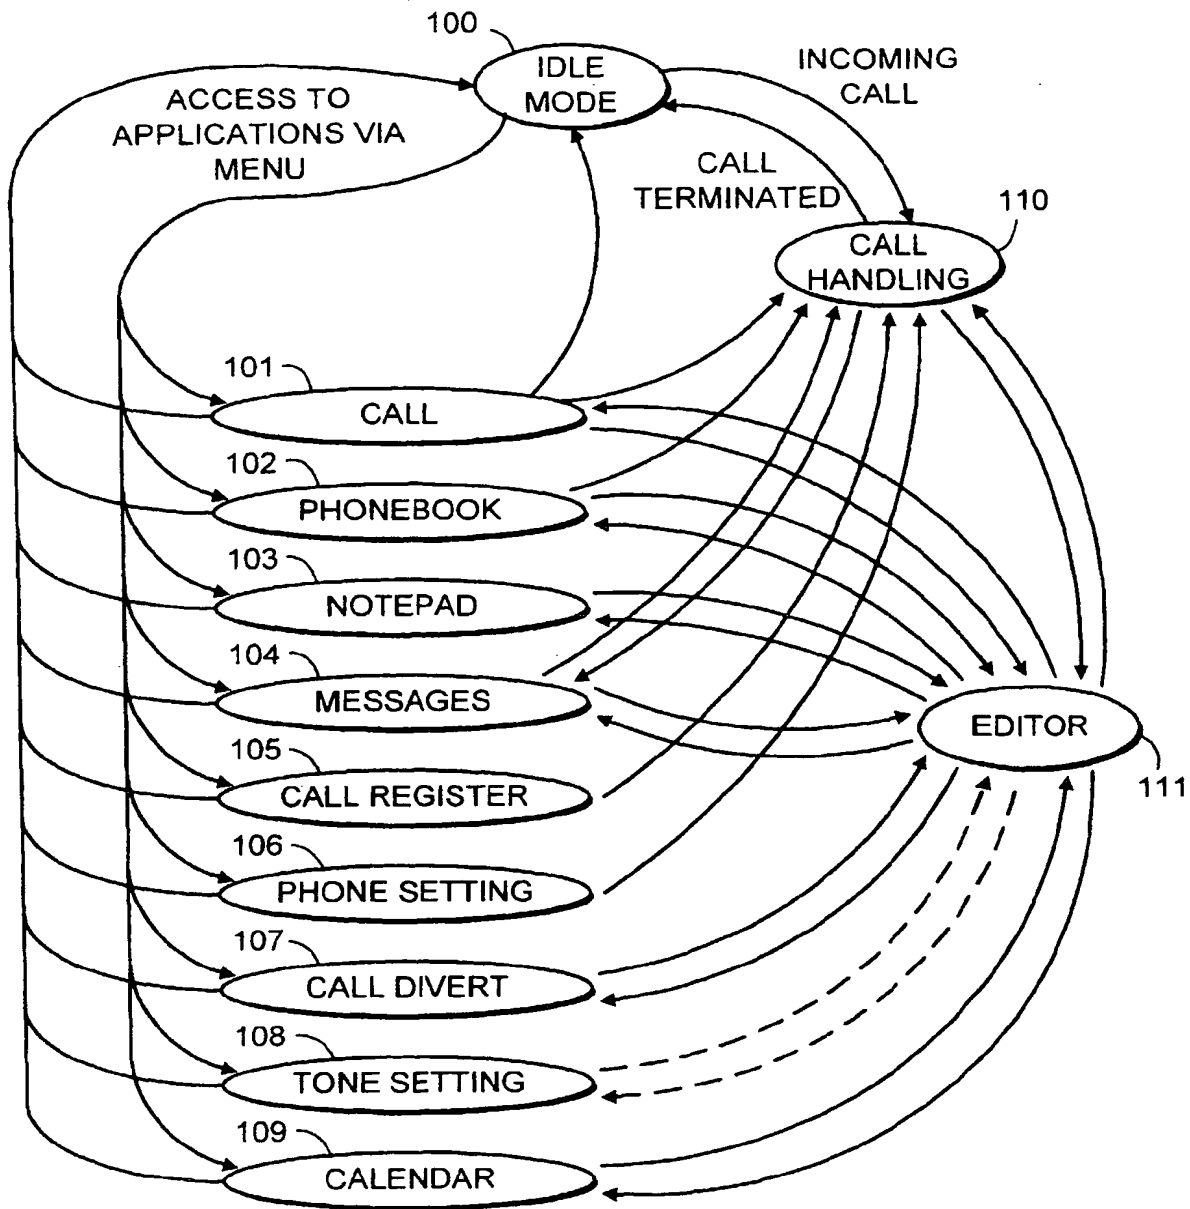 100
IDLE
MODE
INCOMING
CALL
ACCESS TO
APPLICATIONS VIA
MENU
CALL
TERMINATED
110
CALL
HANDLING
101
CALL
102
PHONEBOOK
103
NOTEPAD
104
MESSAGES
EDITOR
111
105
CALL REGISTER
106
PHONE SETTING
107
CALL DIVERT
108
TONE SETTING
109
CALENDAR